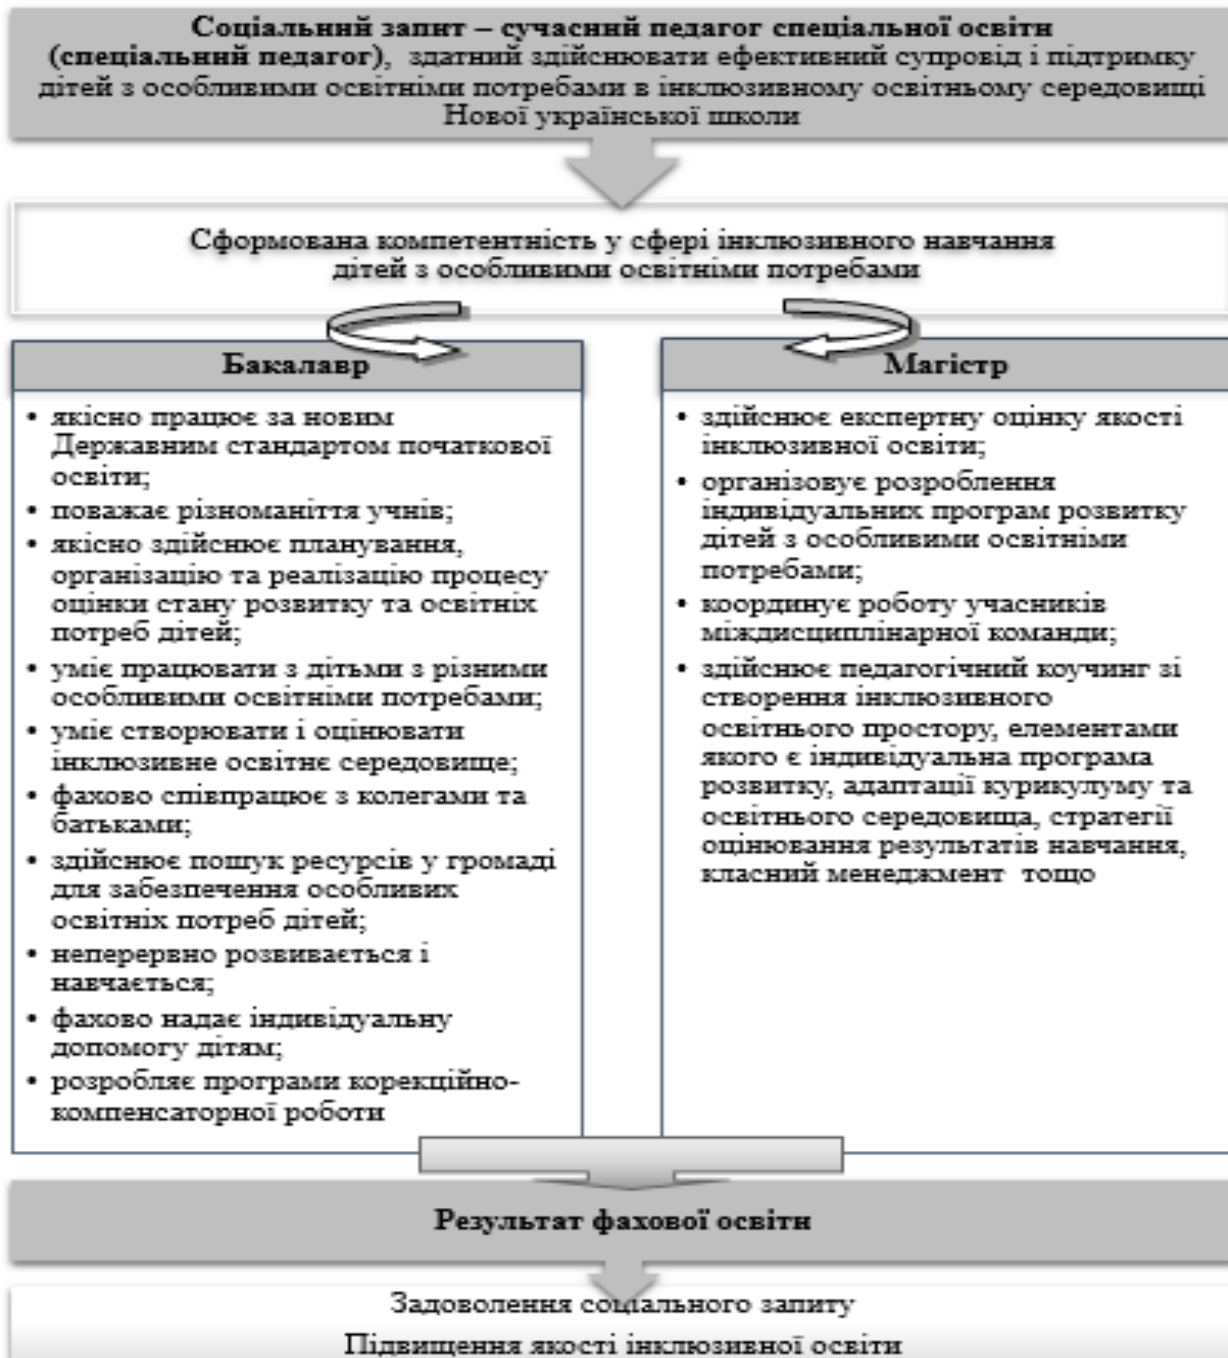 Соціальний запит – сучасний педагог спеціальної освіти
(спеціальний педагог), здатний здійснювати ефективний супровід і підтримку
дітей з особливими освітніми потребами в інклюзивному освітньому середовищі
Нової української школи
Сформована компетентність у сфері інклюзивного навчання
дітей з особливими освітніми потребами
Бакалавр
• якісно працює за новим
Державним стандартом початкової
освіти;
• поважає різноманіття учнів;
• якісно здійснює планування,
організацію та реалізацію процесу
оцінки стану розвитку та освітніх
потреб дітей;
• уміє працювати з дітьми з різними
особливими освітніми потребами;
• уміє створювати і оцінювати
інклюзивне освітнє середовище;
• фахово співпрацює з колегами та
батьками;
• здійснює пошук ресурсів у громаді
для забезпечення особливих
освітніх потреб дітей;
• неперервно розвивається і
навчається;
• фахово надає індивідуальну
допомогу дітям;
• розробляє програми корекційно-
компенсаторної роботи
Магістр
• здійснює експертну оцінку якості
інклюзивної освіти;
• організовує розроблення
індивідуальних програм розвитку
дітей з особливими освітніми
потребами;
• координує роботу учасників
міждисциплінарної команди;
• здійснює педагогічний коучинг зі
створення інклюзивного
освітнього простору, елементами
якого є індивідуальна програма
розвитку, адаптації курикулуму та
освітнього середовища, стратегії
оцінювання результатів навчання,
класний менеджмент тощо
Результат фахової освіти
Задоволення соціального запиту
Підвищення якості інклюзивної освіти